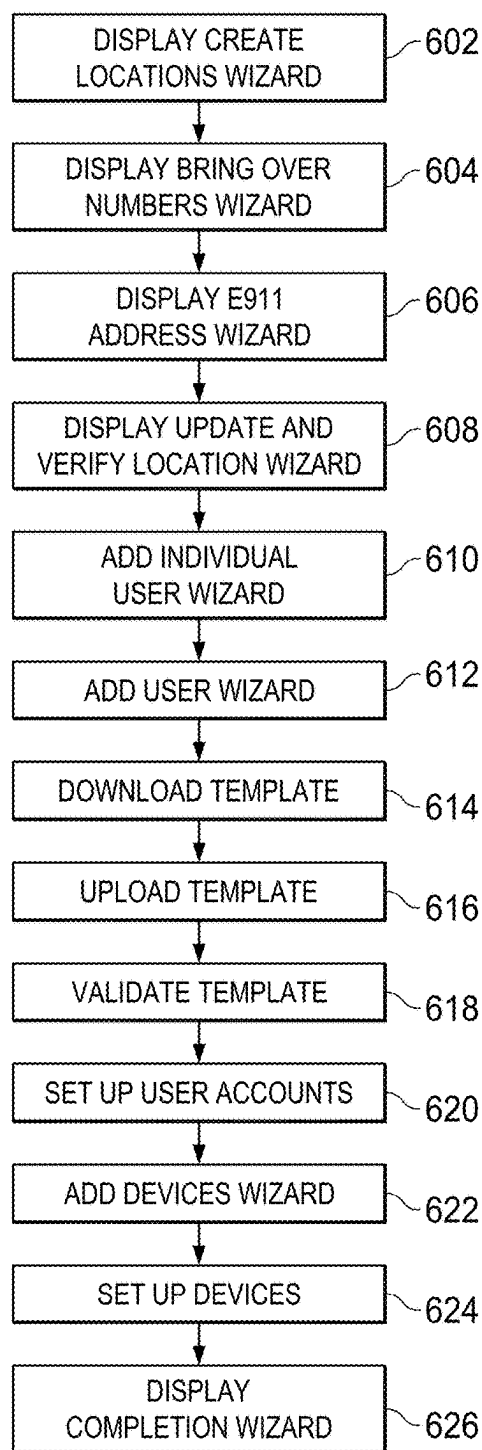 DISPLAY CREATE
LOCATIONS WIZARD
602
DISPLAY BRING OVER
NUMBERS WIZARD
604
DISPLAY E911
ADDRESS WIZARD
606
DISPLAY UPDATE AND
VERIFY LOCATION WIZARD
608
ADD INDIVIDUAL
USER WIZARD
610
ADD USER WIZARD
612
DOWNLOAD TEMPLATE
614
UPLOAD TEMPLATE
616
VALIDATE TEMPLATE
618
SET UP USER ACCOUNTS
620
ADD DEVICES WIZARD
622
SET UP DEVICES
624
DISPLAY
COMPLETION WIZARD
626